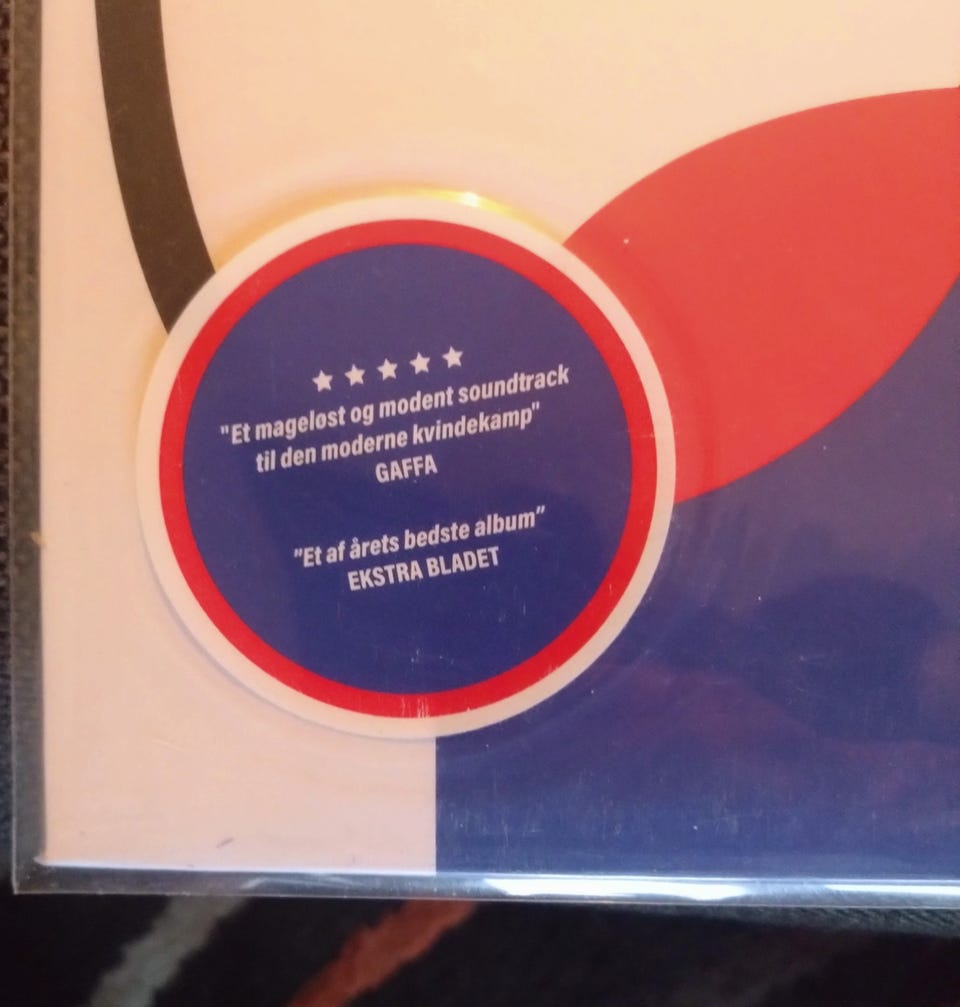 ★★★★★
"Et mageløst og modent soundtrack
til den moderne kvindekamp"
GAFFA
"Et af årets bedste album"
EKSTRA BLADET